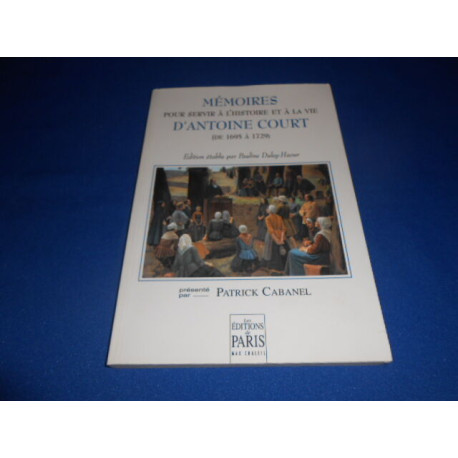 MÉMOIRES
POUR SERVIR À L'HISTOIRE ET À LA VIE
D'ANTOINE COURT
(DE 1695 à 1729)
Édition établie par Pauline Duley-Haour
présenté
par
PATRICK CABANEL
Les
ÉDITIONS
de
PARIS
MAX CHALEIL